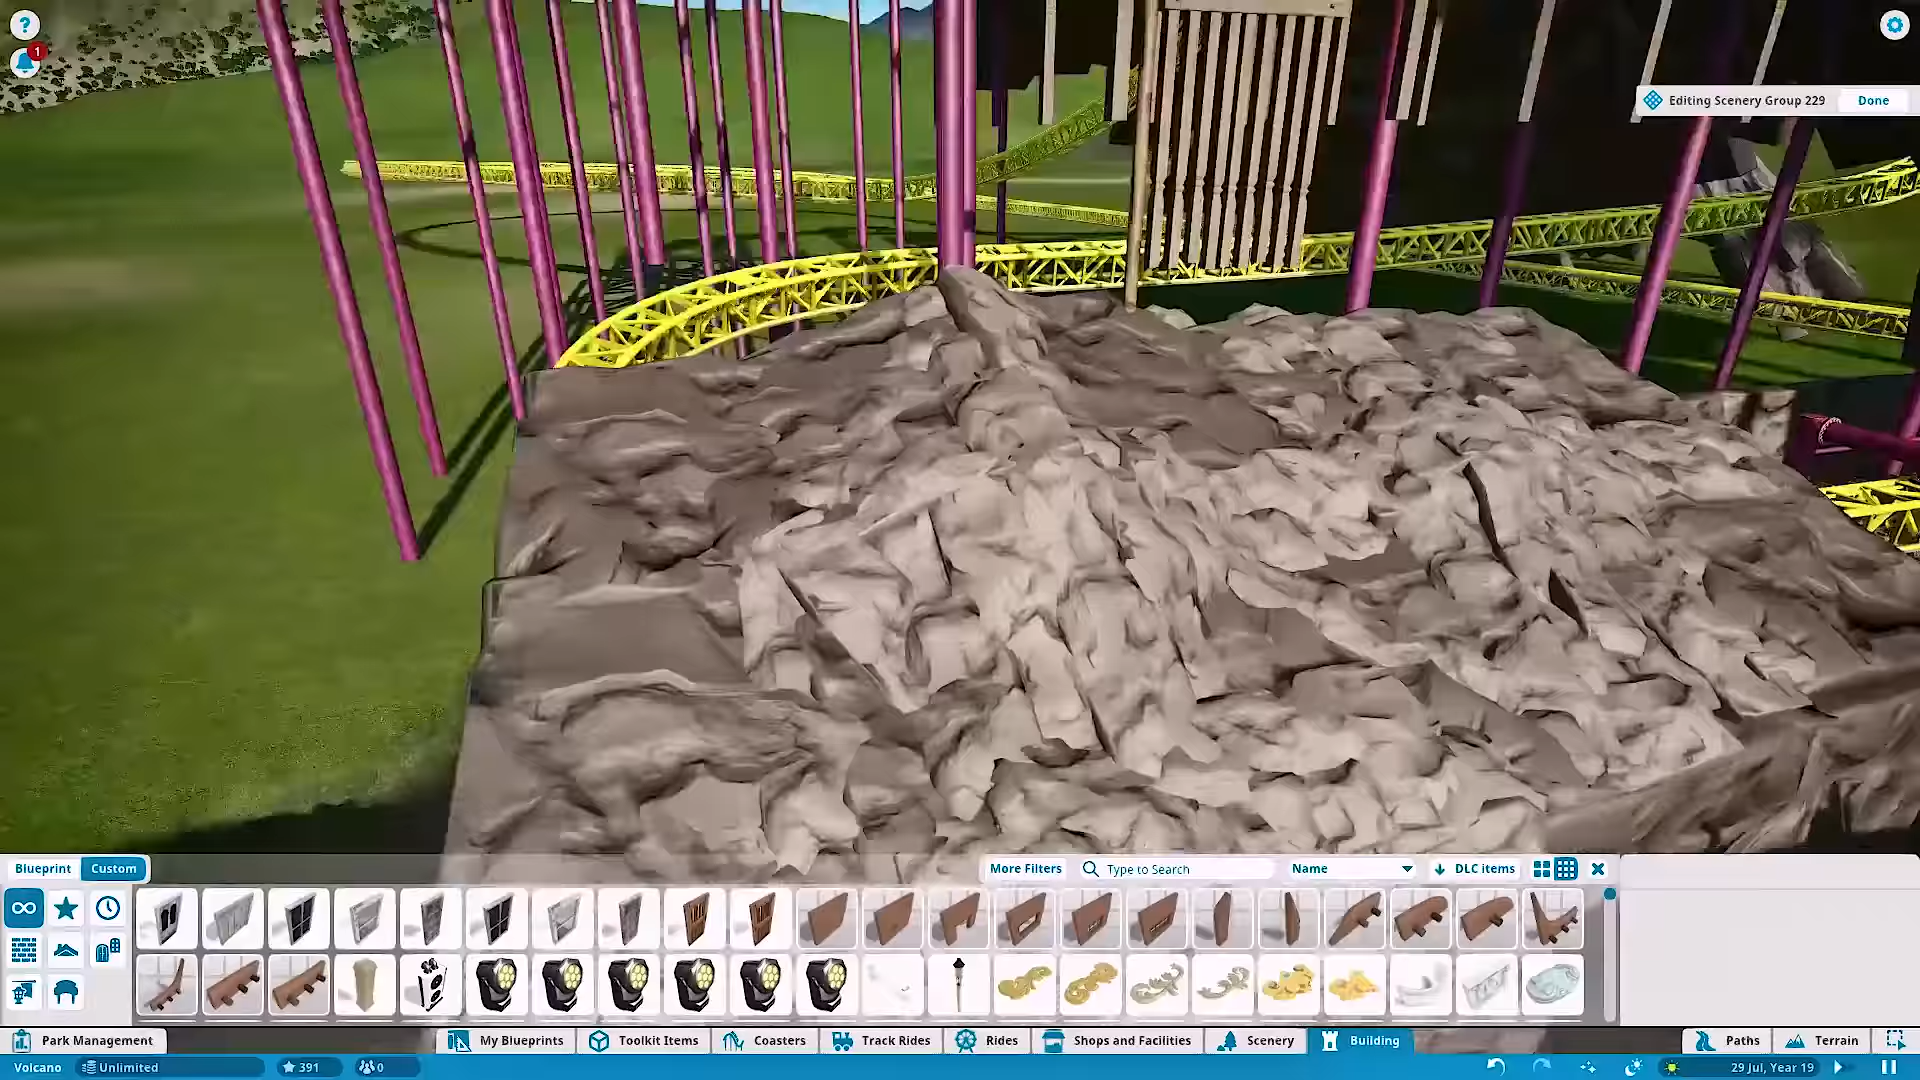 ?
1
Editing Scenery Group 229
Done
Blueprint
Custom
More Filters
Type to Search
Name
DLC items
Park Management
My Blueprints
Toolkit Items
Coasters
Track Rides
Rides
Shops and Facilities
Scenery
Building
Paths
Terrain
Volcano
Unlimited
391
0
29 Jul, Year 19